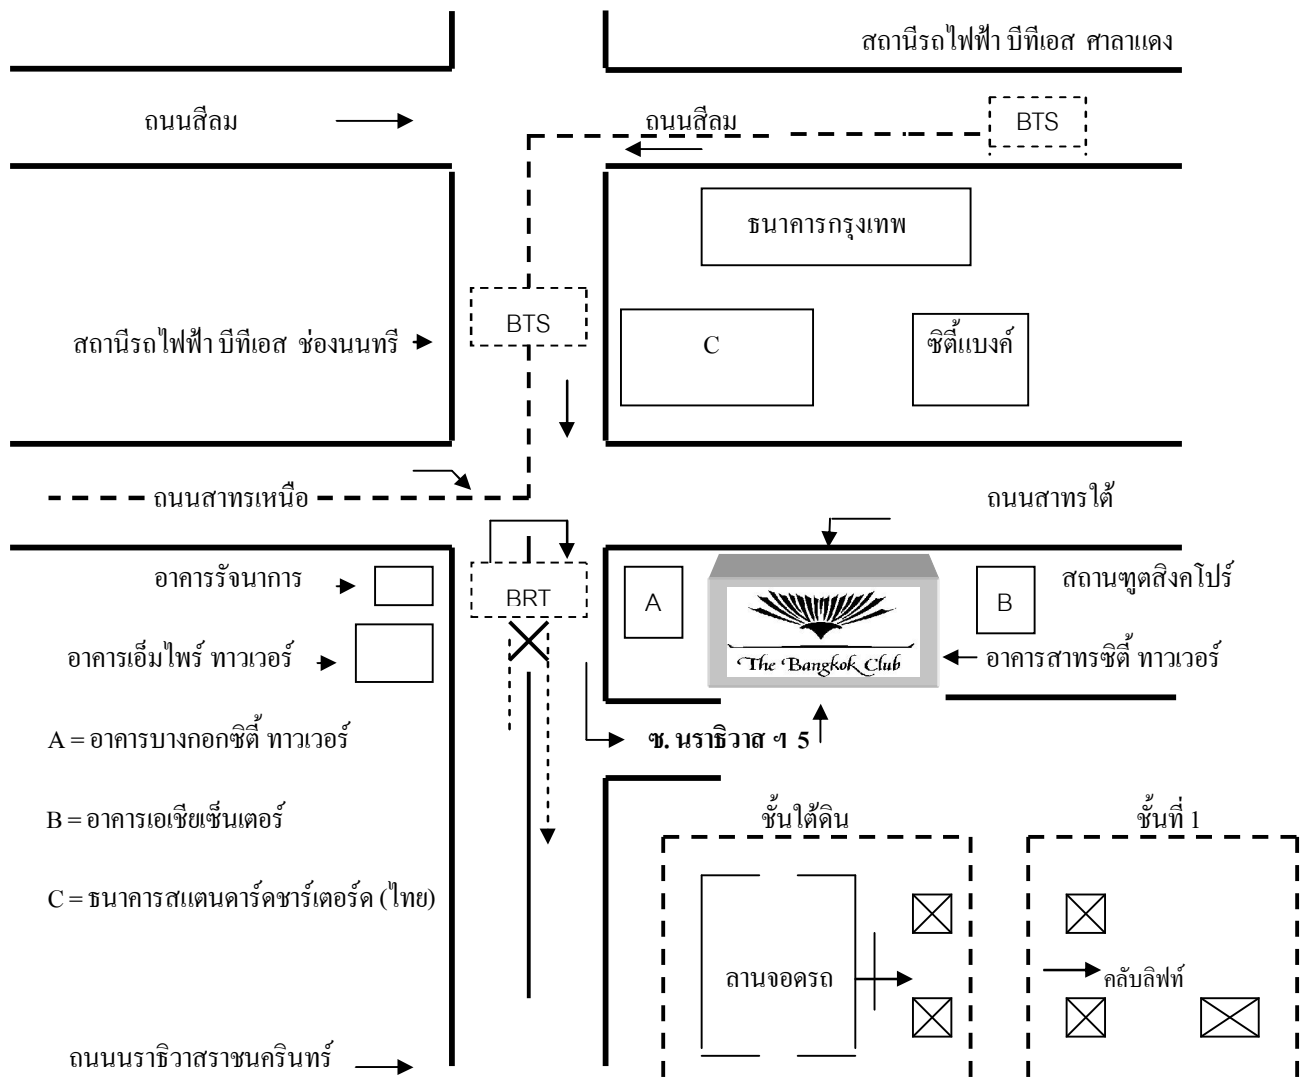 สถานีรถไฟฟ้า บีทีเอส ศาลาแดง
ถนนสีลม
ถนนสีลม
BTS
ธนาคารกรุงเทพ
BTS
สถานีรถไฟฟ้า บีทีเอส ช่องนนทรี
C
ซิตี้แบงค์
ถนนสาทรเหนือ
ถนนสาทรใต้
อาคารรัจนาการ
BRT
A
B
สถานฑูตสิงคโปร์
The Bangkok Club
อาคารเอ็มไพร์ ทาวเวอร์
อาคารสาทรซิตี้ ทาวเวอร์
A = อาคารบางกอกซิตี้ ทาวเวอร์
ซ. นราธิวาส ฯ 5
B = อาคารเอเชียเซ็นเตอร์
ชั้นใต้ดิน
ชั้นที่ 1
C = ธนาคารสแตนดาร์ดชาร์เตอร์ด (ไทย)
ลานจอดรถ
คลับลิฟท์
ถนนนราธิวาสราชนครินทร์